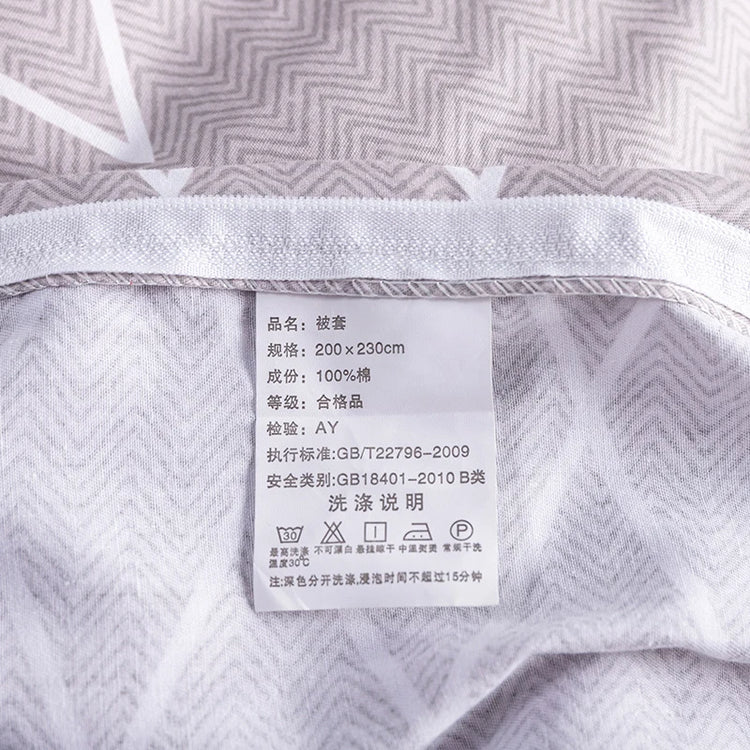 品名：被套
规格：200×230cm
成份：100%棉
等级：合格品
检验：AY
执行标准:GB/T22796-2009
安全类别:GB18401-2010 B类
洗涤说明
30 P
最高洗涤温度30℃ 不可漂白 悬挂晾干 中温熨烫 常规干洗
注:深色分开洗涤,浸泡时间不超过15分钟